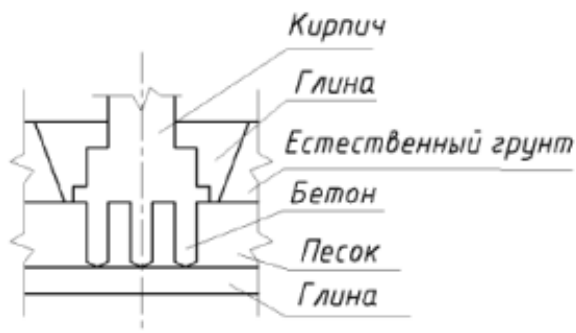 Кирпич
Глина
Естественный грунт
Бетон
Песок
Глина